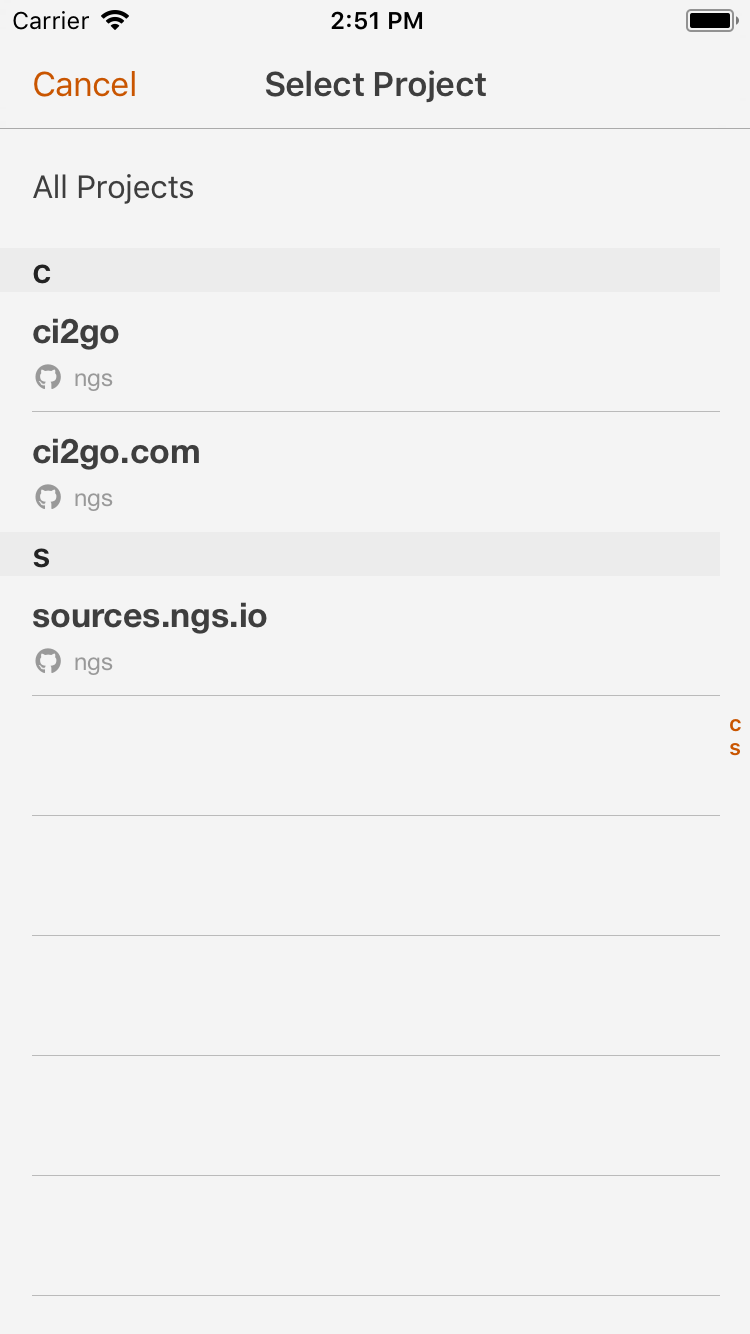 Carrier 2:51 PM
Cancel Select Project
All Projects
c
ci2go
ngs
ci2go.com
ngs
s
sources.ngs.io
ngs
c
s